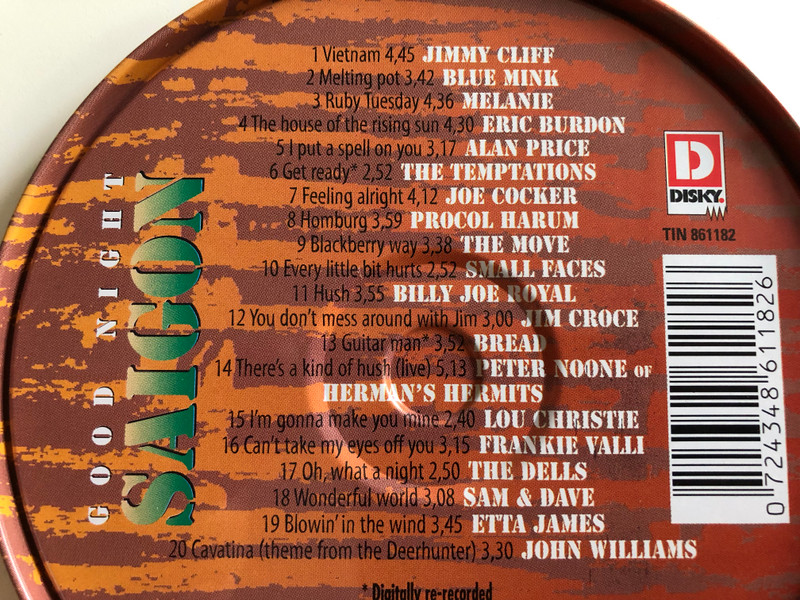 GOOD NIGHT
SAIGON
1 Vietnam 4,45 JIMMY CLIFF
2 Melting pot 3,42 BLUE MINK
3 Ruby Tuesday 4,36 MELANIE
4 The house of the rising sun 4,30 ERIC BURDON
5 I put a spell on you 3,17 ALAN PRICE
6 Get ready* 2,52 THE TEMPTATIONS
7 Feeling alright 4,12 JOE COCKER
8 Homburg 3,59 PROCOL HARUM
9 Blackberry way 3,38 THE MOVE
10 Every little bit hurts 2,52 SMALL FACES
11 Hush 3,55 BILLY JOE ROYAL
12 You don't mess around with Jim 3,00 JIM CROCE
13 Guitar man* 3,52 BREAD
14 There's a kind of hush (live) 5,13 PETER NOONE OF
HERMAN'S HERMITS
15 I'm gonna make you mine 2,40 LOU CHRISTIE
16 Can't take my eyes off you 3,15 FRANKIE VALLI
17 Oh, what a night 2,50 THE DELLS
18 Wonderful world 3,08 SAM & DAVE
19 Blowin' in the wind 3,45 ETTA JAMES
20 Cavatina (theme from the Deerhunter) 3,30 JOHN WILLIAMS
* Digitally re-recorded
D
DISKY.
TIN 861182
0 724348 611826